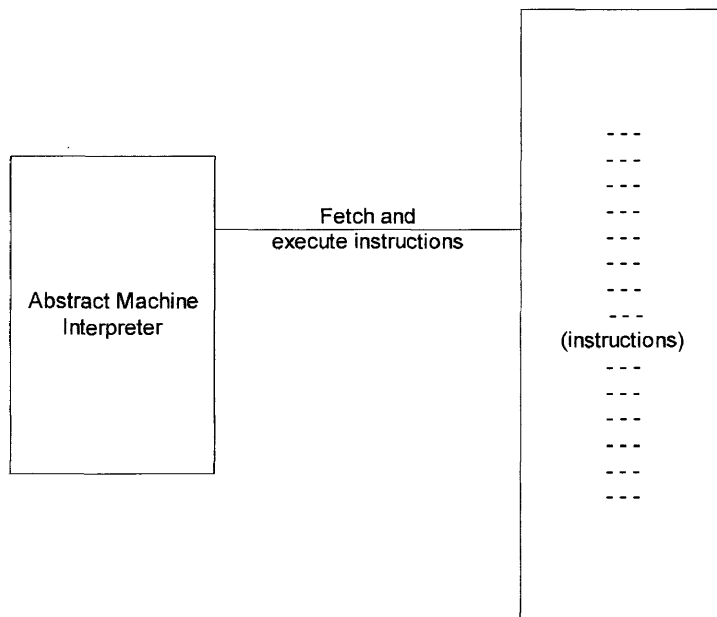 Abstract Machine
Interpreter
Fetch and
execute instructions
---
---
---
---
---
---
---
---
(instructions)
---
---
---
---
---
---